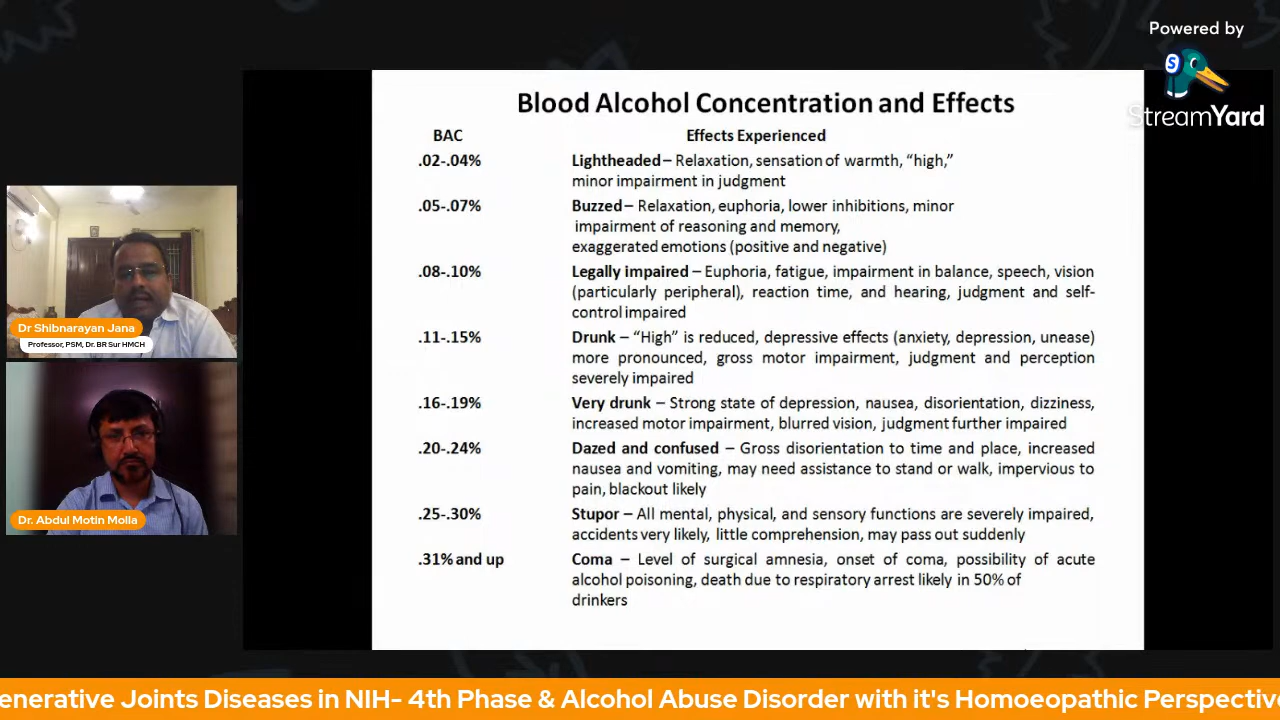 Powered by
StreamYard
Blood Alcohol Concentration and Effects
BAC Effects Experienced
.02-.04% Lightheaded – Relaxation, sensation of warmth, “high,”
minor impairment in judgment
.05-.07% Buzzed – Relaxation, euphoria, lower inhibitions, minor
impairment of reasoning and memory,
exaggerated emotions (positive and negative)
.08-.10% Legally impaired – Euphoria, fatigue, impairment in balance, speech, vision
(particularly peripheral), reaction time, and hearing, judgment and self-
control impaired
.11-.15% Drunk – “High” is reduced, depressive effects (anxiety, depression, unease)
more pronounced, gross motor impairment, judgment and perception
severely impaired
.16-.19% Very drunk – Strong state of depression, nausea, disorientation, dizziness,
increased motor impairment, blurred vision, judgment further impaired
.20-.24% Dazed and confused – Gross disorientation to time and place, increased
nausea and vomiting, may need assistance to stand or walk, impervious to
pain, blackout likely
.25-.30% Stupor – All mental, physical, and sensory functions are severely impaired,
accidents very likely, little comprehension, may pass out suddenly
.31% and up Coma – Level of surgical amnesia, onset of coma, possibility of acute
alcohol poisoning, death due to respiratory arrest likely in 50% of
drinkers
Dr Shibnarayan Jana
Professor, PSM, Dr. BR Sur HMCH
Dr. Abdul Motin Molla
enerative Joints Diseases in NIH- 4th Phase & Alcohol Abuse Disorder with it's Homoeopathic Perspective